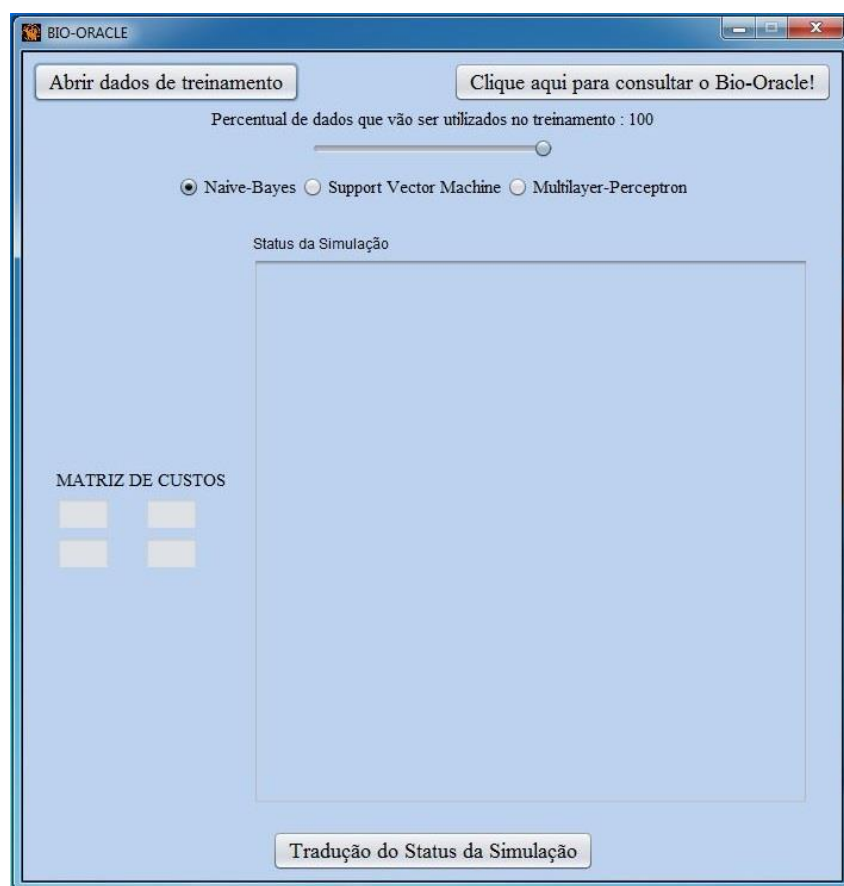 BIO-ORACLE
Abrir dados de treinamento
Clique aqui para consultar o Bio-Oracle!
Percentual de dados que vão ser utilizados no treinamento : 100
Naive-Bayes Support Vector Machine Multilayer-Perceptron
Status da Simulação
MATRIZ DE CUSTOS
Tradução do Status da Simulação